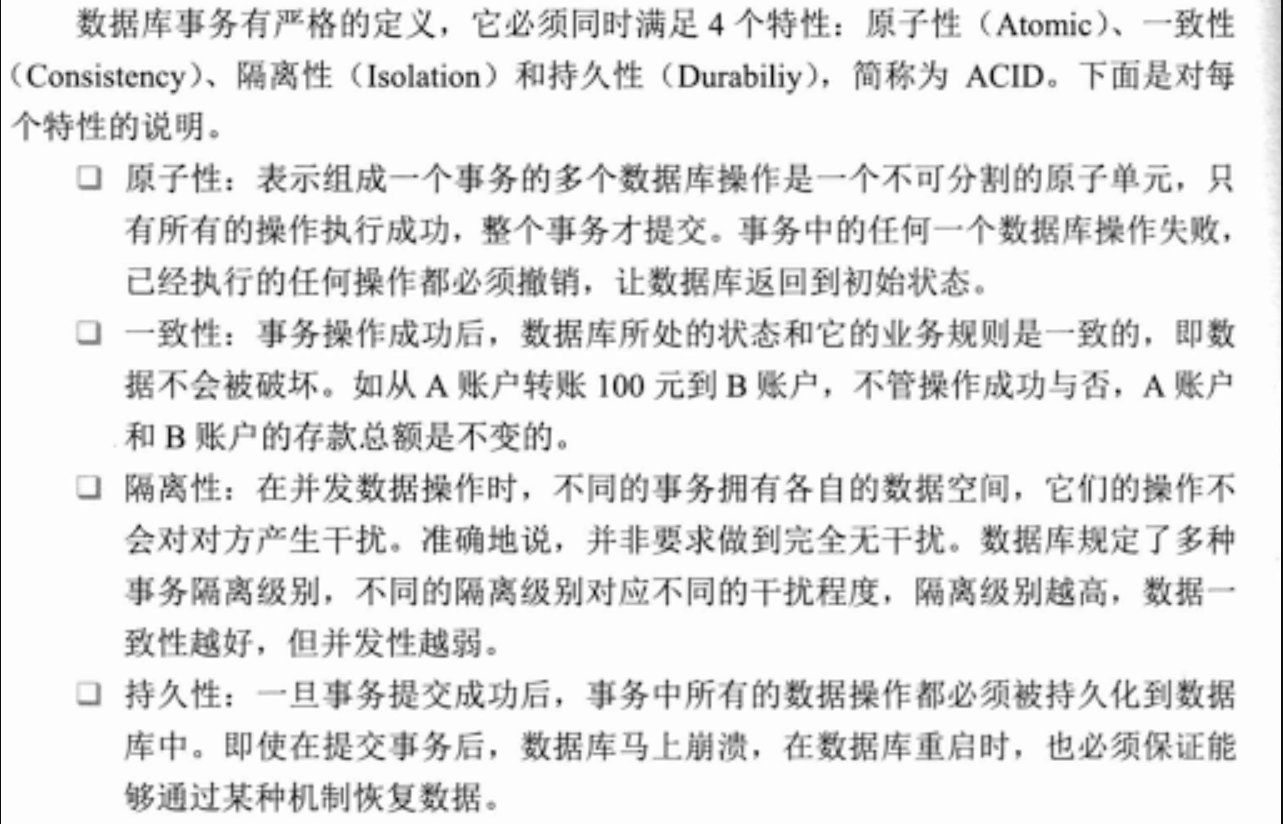 数据库事务有严格的定义，它必须同时满足 4 个特性：原子性（Atomic）、一致性
（Consistency）、隔离性（Isolation）和持久性（Durabiliy），简称为 ACID。下面是对每
个特性的说明。
❑ 原子性：表示组成一个事务的多个数据库操作是一个不可分割的原子单元，只
有所有的操作执行成功，整个事务才提交。事务中的任何一个数据库操作失败，
已经执行的任何操作都必须撤销，让数据库返回到初始状态。
❑ 一致性：事务操作成功后，数据库所处的状态和它的业务规则是一致的，即数
据不会被破坏。如从 A 账户转账 100 元到 B 账户，不管操作成功与否，A 账户
和 B 账户的存款总额是不变的。
❑ 隔离性：在并发数据操作时，不同的事务拥有各自的数据空间，它们的操作不
会对对方产生干扰。准确地说，并非要求做到完全无干扰。数据库规定了多种
事务隔离级别，不同的隔离级别对应不同的干扰程度，隔离级别越高，数据一
致性越好，但并发性越弱。
❑ 持久性：一旦事务提交成功后，事务中所有的数据操作都必须被持久化到数据
库中。即使在提交事务后，数据库马上崩溃，在数据库重启时，也必须保证能
够通过某种机制恢复数据。